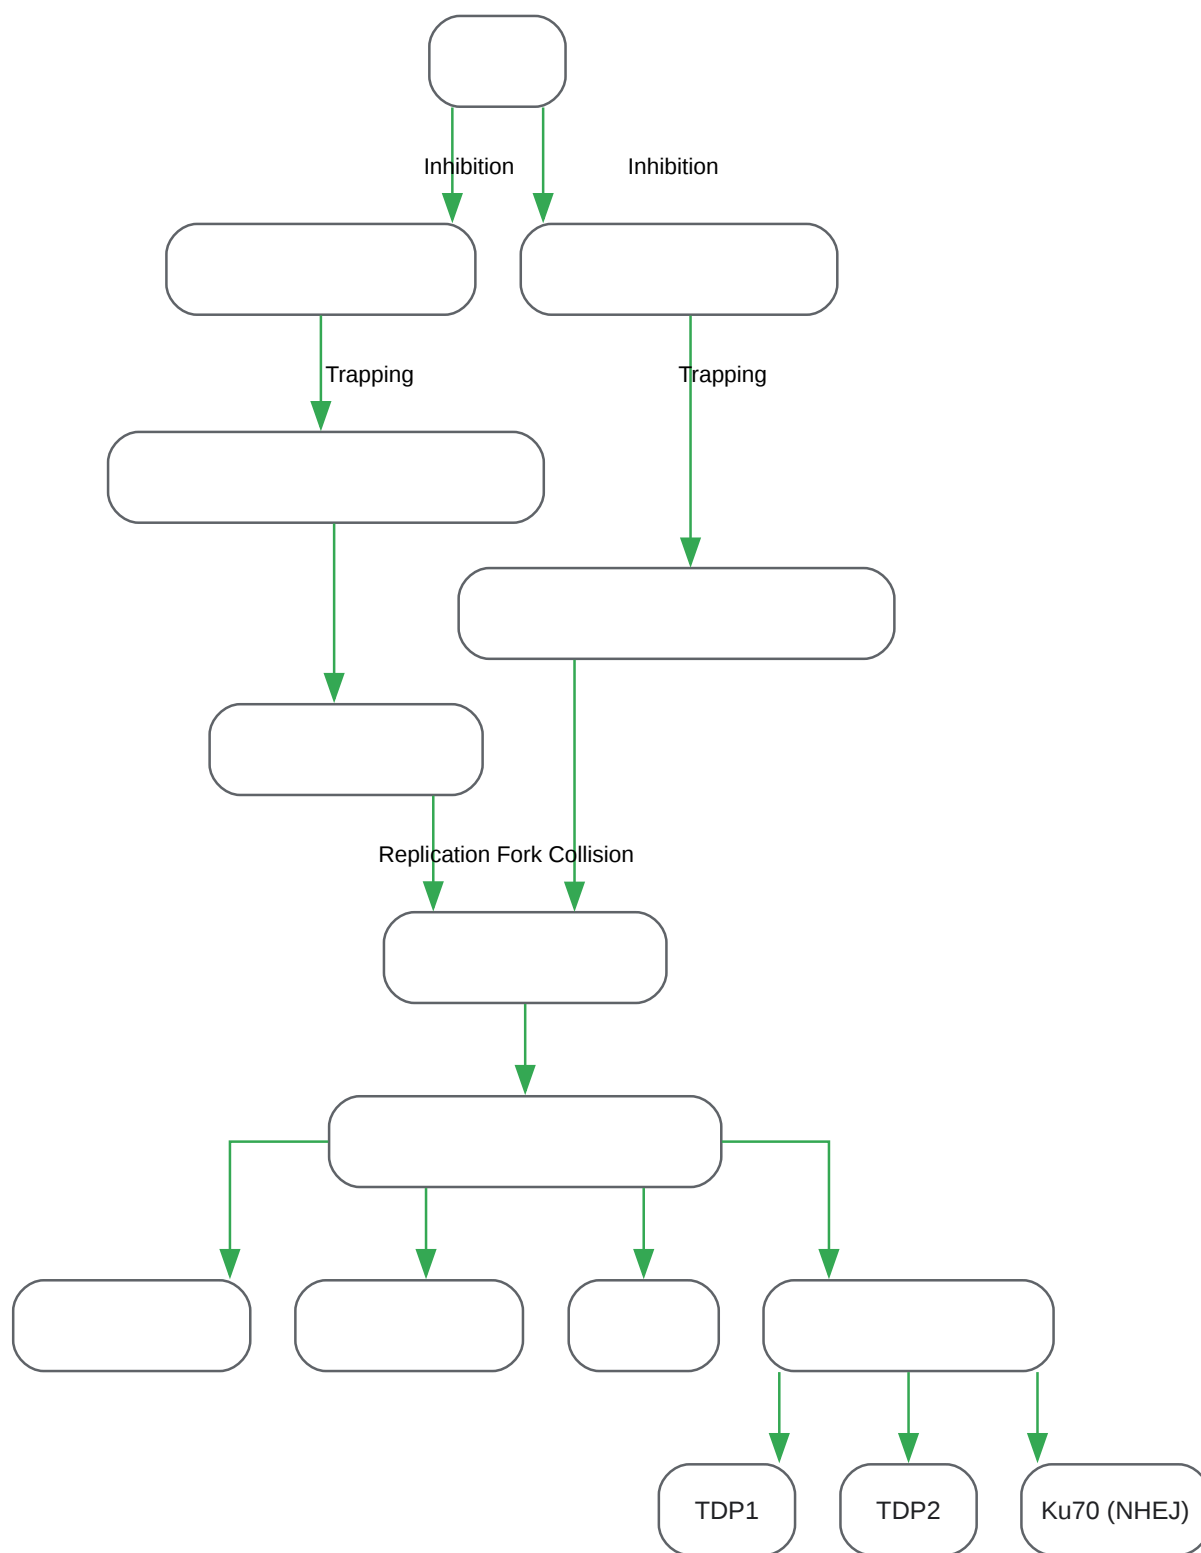 Inhibition
Inhibition
Trapping
Trapping
Replication Fork Collision
TDP1
TDP2
Ku70 (NHEJ)